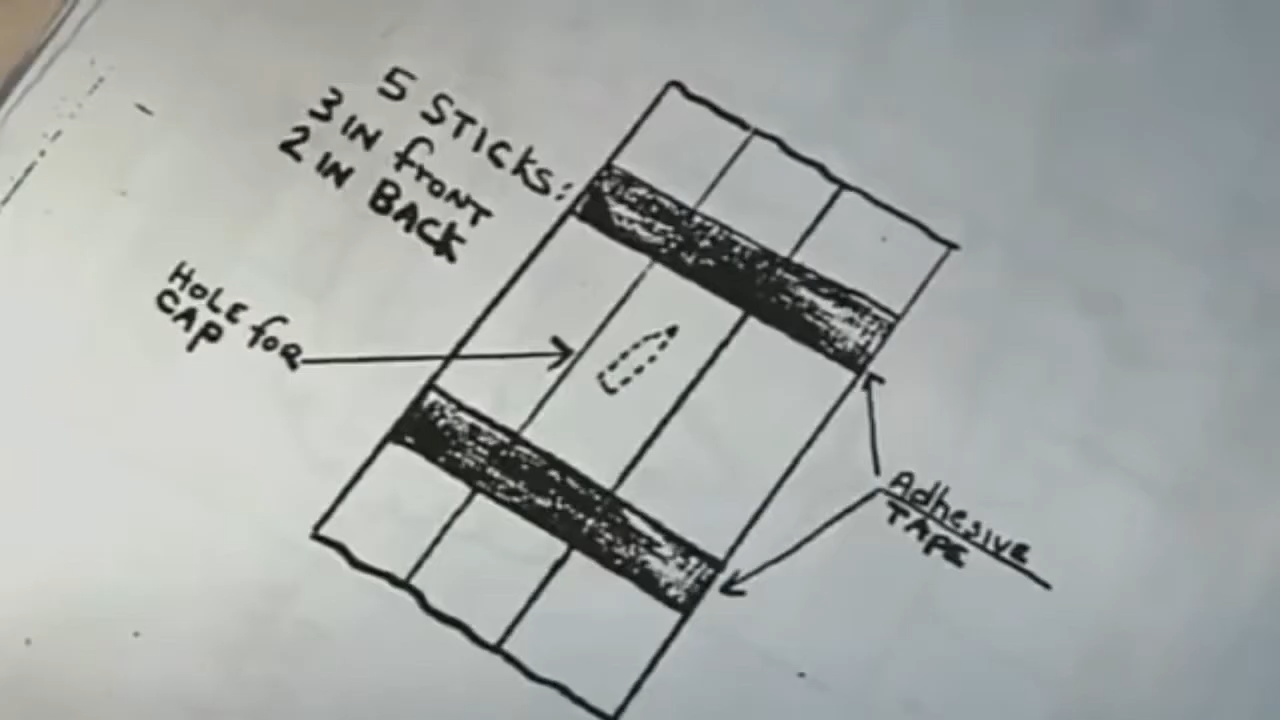 5 STICKS:
3 IN fRONT
2 IN BACK
HOLE foR
CAP
Adhesive
TAPE